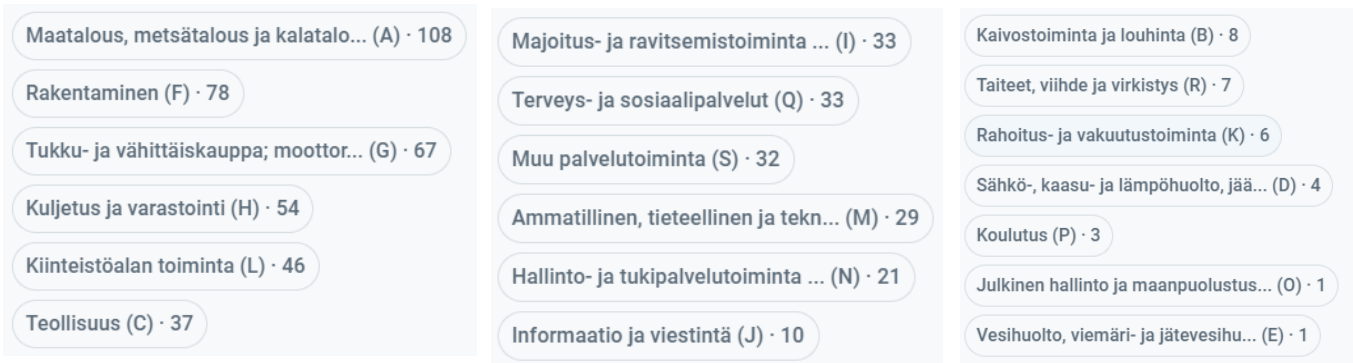 Maatalous, metsätalous ja kalatalo... (A) · 108
Rakentaminen (F) · 78
Tukku- ja vähittäiskauppa; moottor... (G) · 67
Kuljetus ja varastointi (H) · 54
Kiinteistöalan toiminta (L) · 46
Teollisuus (C) · 37
Majoitus- ja ravitsemistoiminta ... (I) · 33
Terveys- ja sosiaalipalvelut (Q) · 33
Muu palvelutoiminta (S) · 32
Ammatillinen, tieteellinen ja tekn... (M) · 29
Hallinto- ja tukipalvelutoiminta ... (N) · 21
Informaatio ja viestintä (J) · 10
Kaivostoiminta ja louhinta (B) · 8
Taiteet, viihde ja virkistys (R) · 7
Rahoitus- ja vakuutustoiminta (K) · 6
Sähkö-, kaasu- ja lämpöhuolto, jää... (D) · 4
Koulutus (P) · 3
Julkinen hallinto ja maanpuolustus... (O) · 1
Vesihuolto, viemäri- ja jätevesihu... (E) · 1